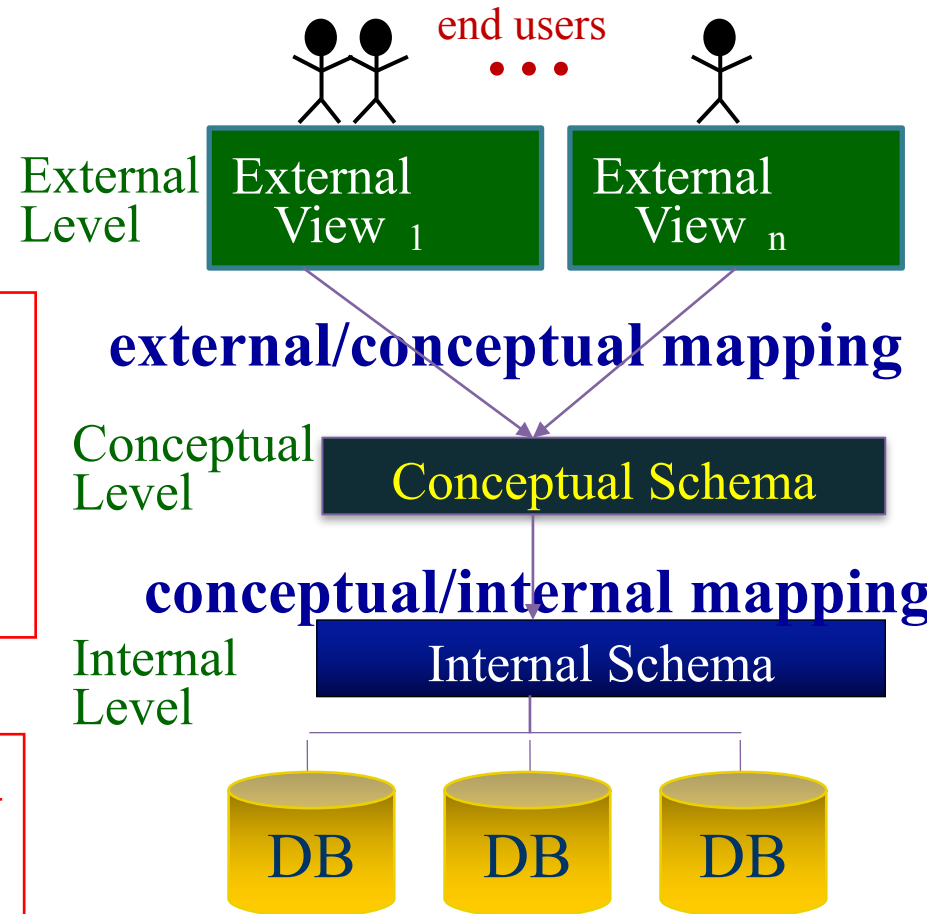 end users
• • •
External
Level
External
View 1
External
View n
external/conceptual mapping
Conceptual
Level
Conceptual Schema
conceptual/internal mapping
Internal
Level
Internal Schema
DB
DB
DB